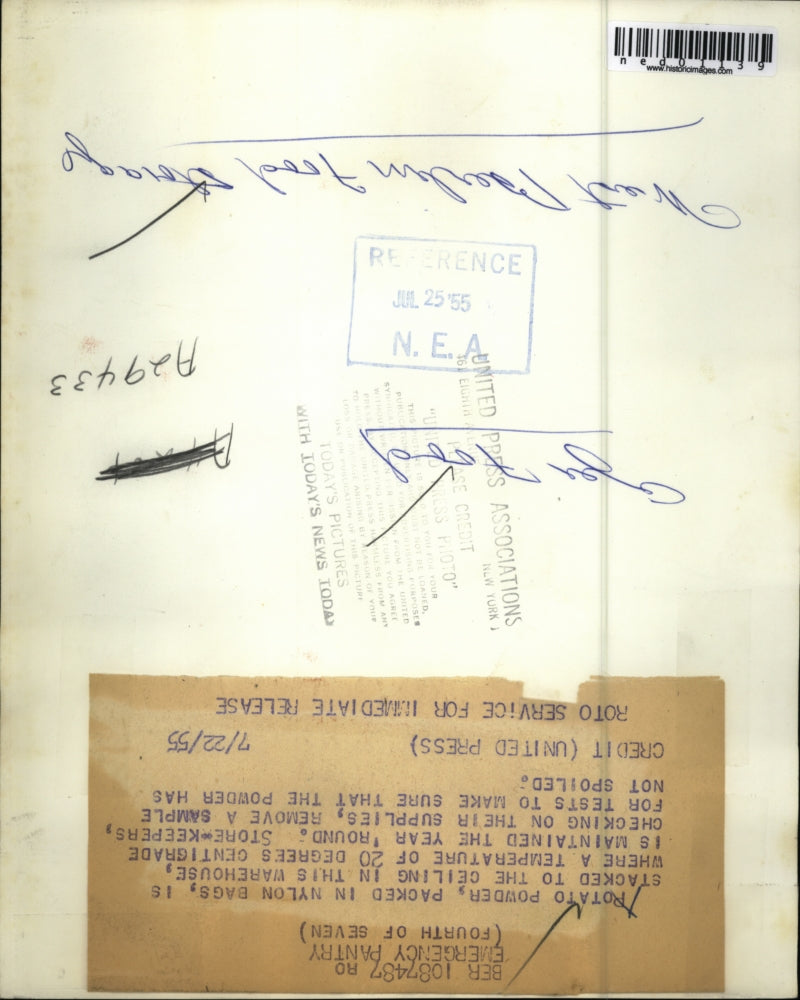 ned01139
www.historicimages.com
West Berlin Food Storage
REFERENCE
JUL 25 '55
N. E. A.
A29433
Ger Food
UNITED PRESS ASSOCIATIONS
NEW YORK
"UNITED PRESS PHOTO"
TODAY'S PICTURES
WITH TODAY'S NEWS TODAY
BER 1087487 RO
EMERGENCY PANTRY
(FOURTH OF SEVEN)
POTATO POWDER, PACKED IN NYLON BAGS, IS
STACKED TO THE CEILING IN THIS WAREHOUSE,
WHERE A TEMPERATURE OF 20 DEGREES CENTIGRADE
IS MAINTAINED THE YEAR 'ROUND. STORE*KEEPERS,
CHECKING ON THEIR SUPPLIES, REMOVE A SAMPLE
FOR TESTS TO MAKE SURE THAT THE POWDER HAS
NOT SPOILED.
CREDIT (UNITED PRESS) 7/22/55
ROTO SERVICE FOR IMMEDIATE RELEASE